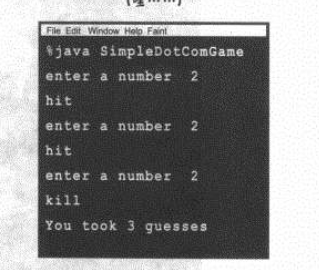 File Edit Window Help Faint
%java SimpleDotComGame
enter a number 2
hit
enter a number 2
hit
enter a number 2
kill
You took 3 guesses